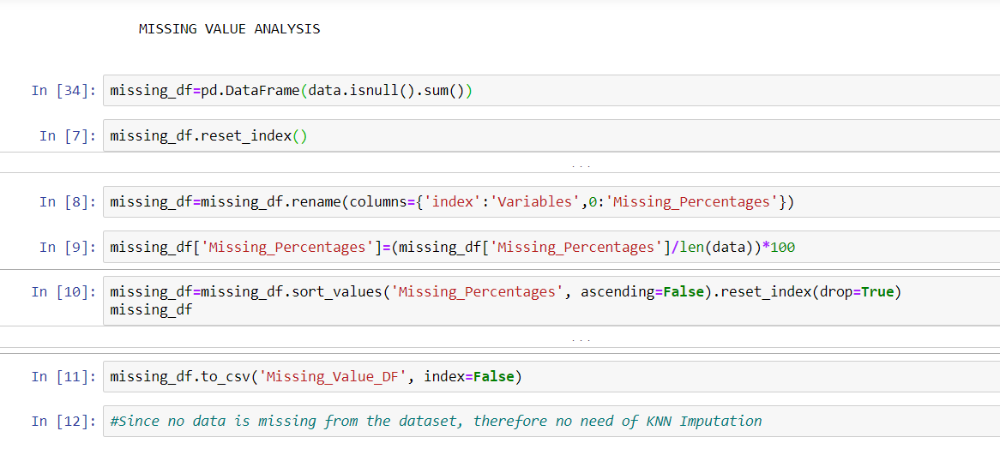 MISSING VALUE ANALYSIS
In [34]: missing_df=pd.DataFrame(data.isnull().sum())
In [7]: missing_df.reset_index()
...
In [8]: missing_df=missing_df.rename(columns={'index':'Variables',0:'Missing_Percentages'})
In [9]: missing_df['Missing_Percentages']=(missing_df['Missing_Percentages']/len(data))*100
In [10]: missing_df=missing_df.sort_values('Missing_Percentages', ascending=False).reset_index(drop=True)
missing_df
...
In [11]: missing_df.to_csv('Missing_Value_DF', index=False)
In [12]: #Since no data is missing from the dataset, therefore no need of KNN Imputation